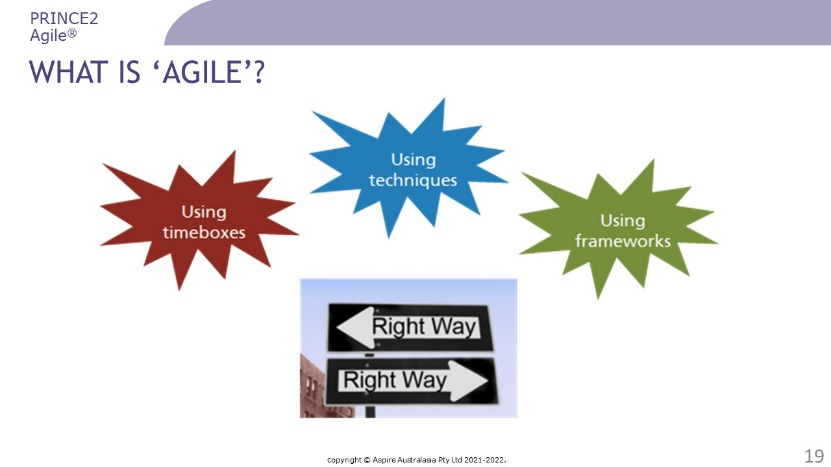 PRINCE2
Agile®
WHAT IS ‘AGILE’?
Using
techniques
Using
timeboxes
Using
frameworks
Right Way
Right Way
copyright © Aspire Australasia Pty Ltd 2021-2022.
19